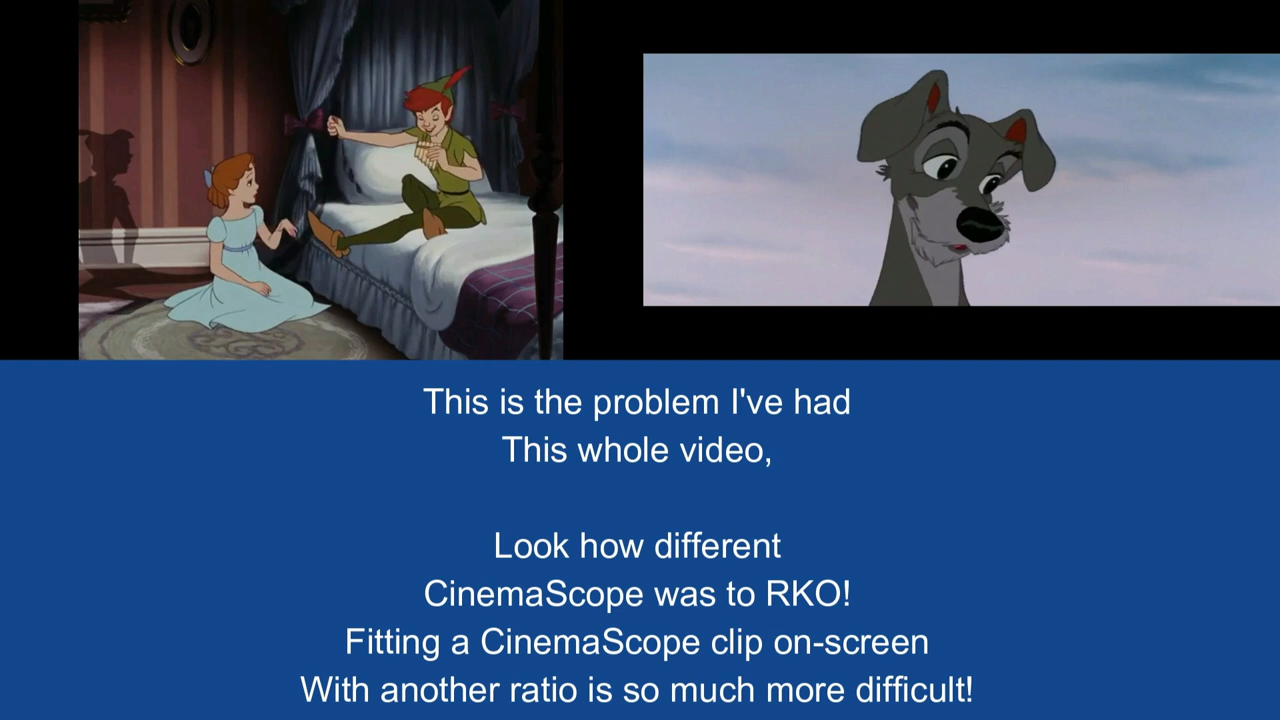 This is the problem I've had
This whole video,
Look how different
CinemaScope was to RKO!
Fitting a CinemaScope clip on-screen
With another ratio is so much more difficult!